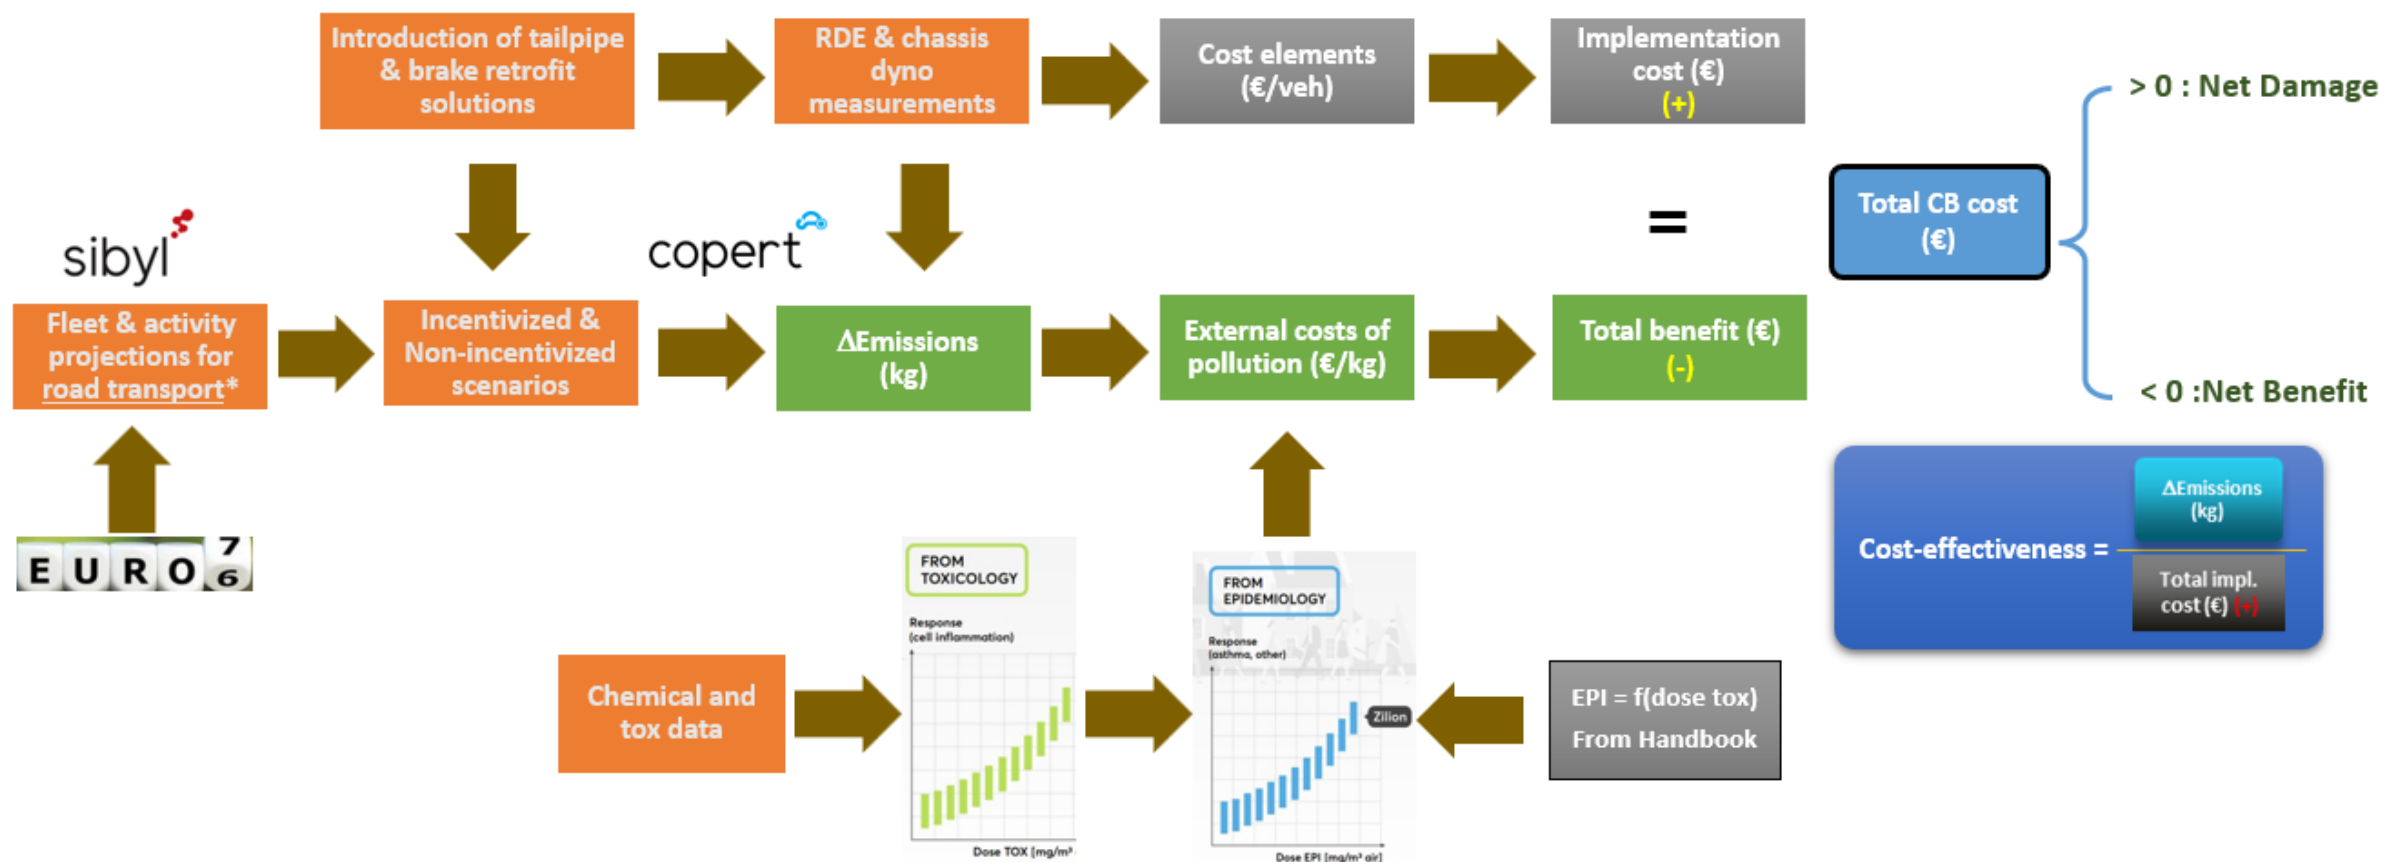 Introduction of tailpipe
& brake retrofit
solutions
RDE & chassis
dyno
measurements
Cost elements
(€/veh)
Implementation
cost (€)
(+)
> 0 : Net Damage
sibyl
copert
=
Total CB cost
(€)
Fleet & activity
projections for
road transport*
Incentivized &
Non-incentivized
scenarios
ΔEmissions
(kg)
External costs of
pollution (€/kg)
Total benefit (€)
(-)
< 0 :Net Benefit
EURO 7
6
Cost-effectiveness =
ΔEmissions
(kg)
Total impl.
cost (€) (+)
FROM
TOXICOLOGY
Response
(cell inflammation)
Dose TOX [mg/m³
FROM
EPIDEMIOLOGY
Response
(asthma, other)
Zilion
Dose EPI [mg/m³ air]
Chemical and
tox data
EPI = f(dose tox)
From Handbook